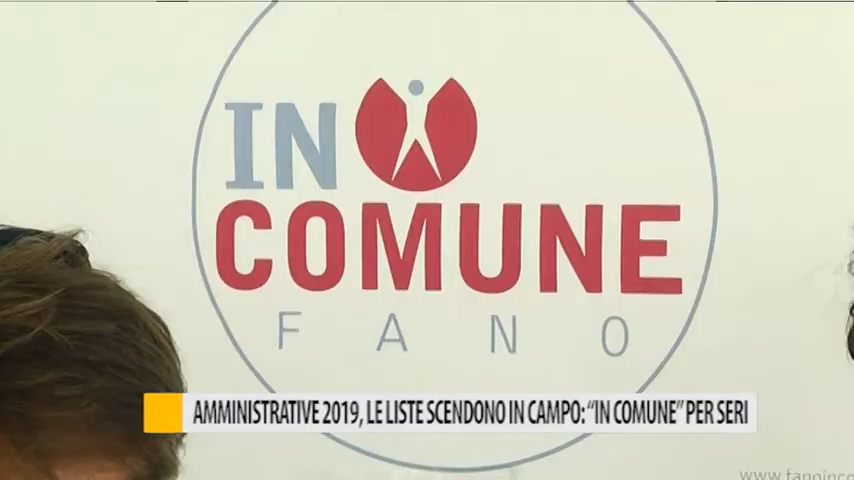 IN
COMUNE
FANO
AMMINISTRATIVE 2019, LE LISTE SCENDONO IN CAMPO: “IN COMUNE” PER SERI